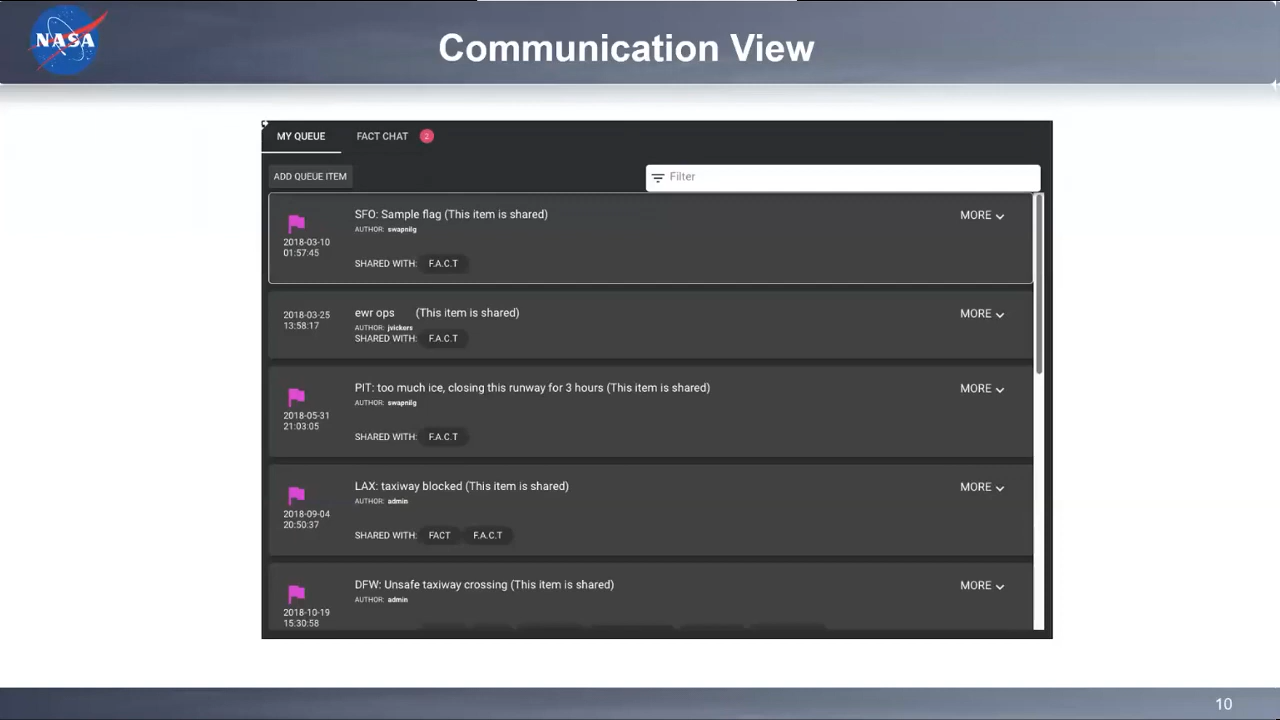 NASA
Communication View
MY QUEUE FACT CHAT 2
ADD QUEUE ITEM Filter
SFO: Sample flag (This item is shared) MORE
AUTHOR: swapnilg
2018-03-10
01:57:45
SHARED WITH: F.A.C.T
ewr ops (This item is shared) MORE
2018-03-25
13:58:17
AUTHOR: jvickers
SHARED WITH: F.A.C.T
PIT: too much ice, closing this runway for 3 hours (This item is shared) MORE
AUTHOR: swapnilg
2018-05-31
21:03:05
SHARED WITH: F.A.C.T
LAX: taxiway blocked (This item is shared) MORE
AUTHOR: admin
2018-09-04
20:50:37
SHARED WITH: FACT F.A.C.T
DFW: Unsafe taxiway crossing (This item is shared) MORE
AUTHOR: admin
2018-10-19
15:30:58
10